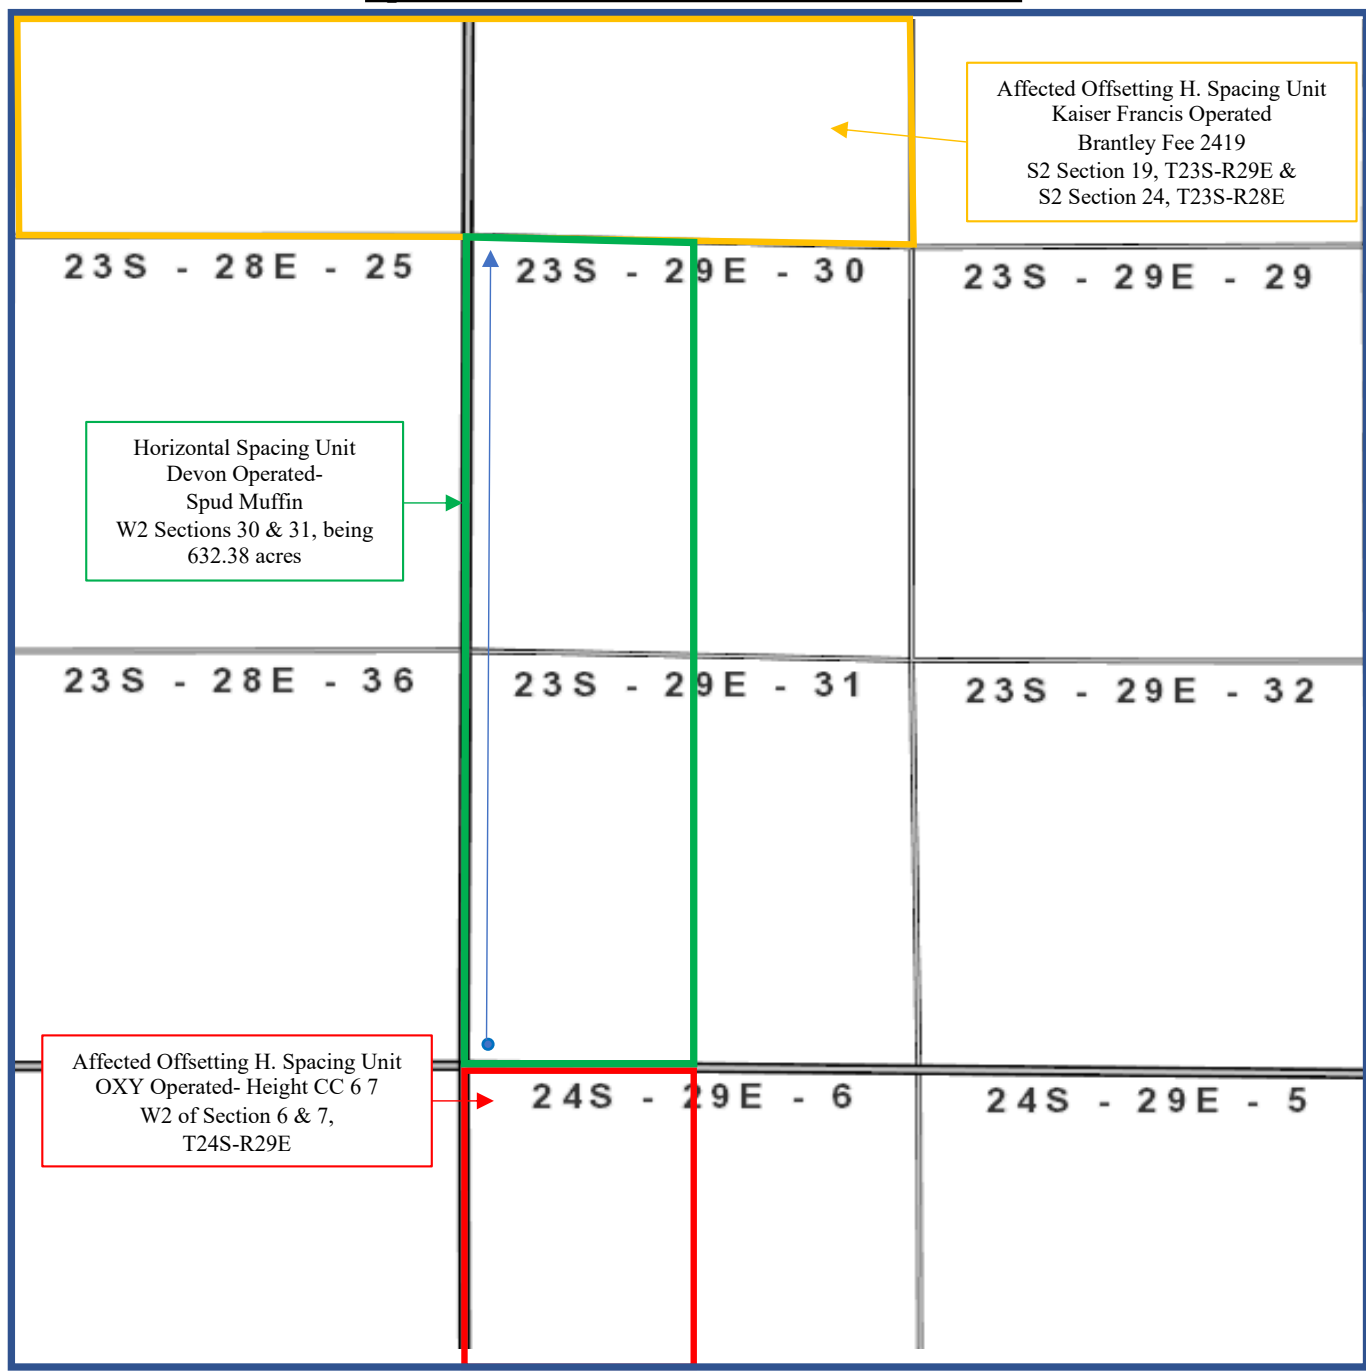 Affected Offsetting H. Spacing Unit
Kaiser Francis Operated
Brantley Fee 2419
S2 Section 19, T23S-R29E &
S2 Section 24, T23S-R28E
23S - 28E - 25
23S - 29E - 30
23S - 29E - 29
Horizontal Spacing Unit
Devon Operated-
Spud Muffin
W2 Sections 30 & 31, being
632.38 acres
23S - 28E - 36
23S - 29E - 31
23S - 29E - 32
Affected Offsetting H. Spacing Unit
OXY Operated- Height CC 6 7
W2 of Section 6 & 7,
T24S-R29E
24S - 29E - 6
24S - 29E - 5